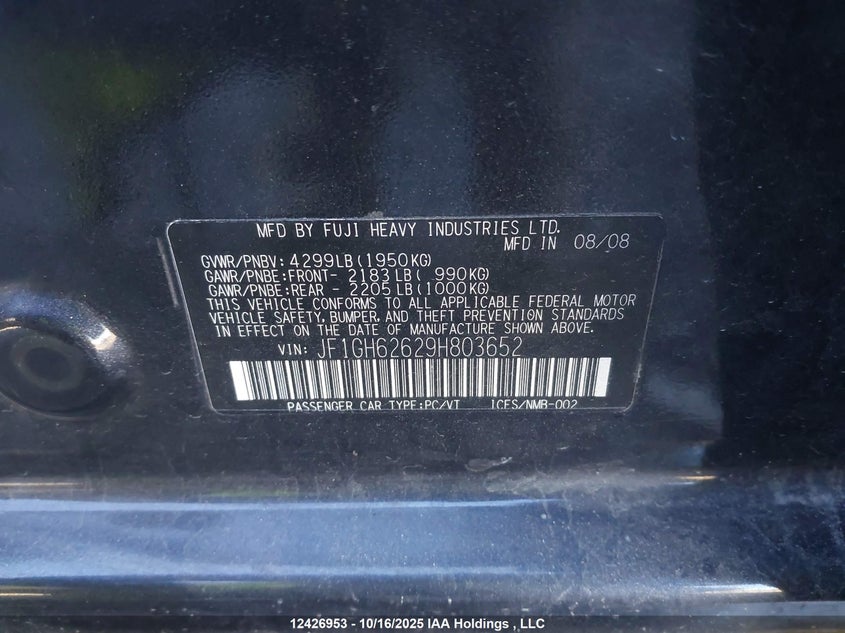 MFD BY FUJI HEAVY INDUSTRIES LTD.
MFD IN 08/08
GVWR/PNBV: 4299LB(1950KG)
GAWR/PNBE:FRONT- 2183LB( 990KG)
GAWR/PNBE:REAR - 2205LB(1000KG)
THIS VEHICLE CONFORMS TO ALL APPLICABLE FEDERAL MOTOR
VEHICLE SAFETY, BUMPER, AND THEFT PREVENTION STANDARDS
IN EFFECT ON THE DATE OF MANUFACTURE SHOWN ABOVE.
VIN: JF1GH62629H803652
PASSENGER CAR TYPE:PC/VT ICES/NMB-002
12426953 - 10/16/2025 IAA Holdings , LLC